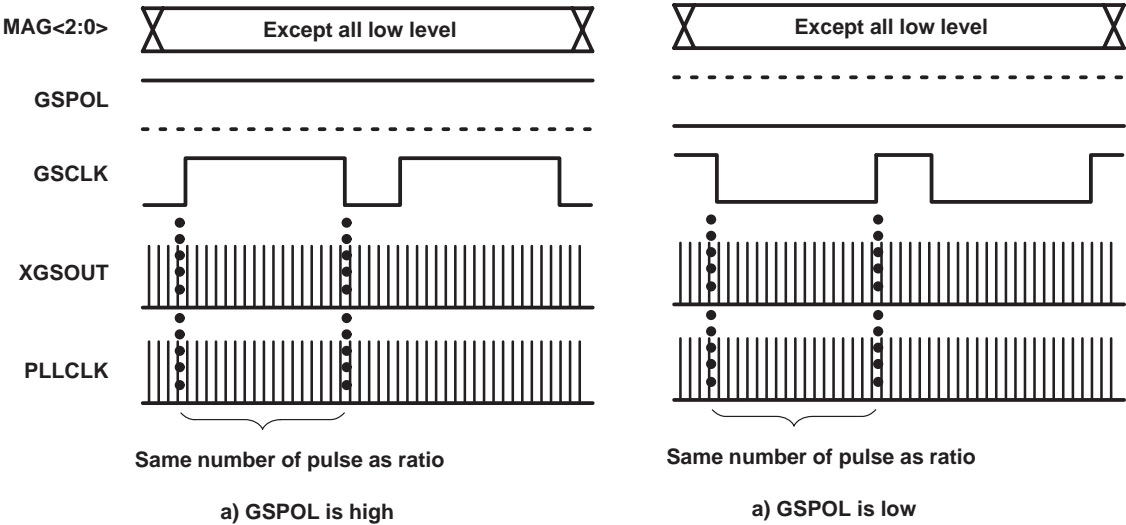 MAG<2:0>
Except all low level
Except all low level
GSPOL
GSCLK
XGSOUT
PLLCLK
Same number of pulse as ratio
Same number of pulse as ratio
a) GSPOL is high
a) GSPOL is low